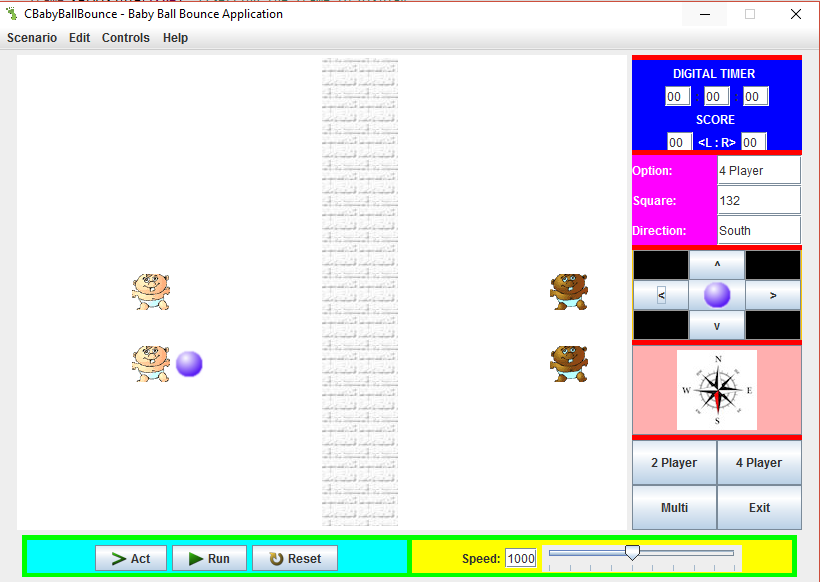 CBabyBallBounce - Baby Ball Bounce Application
Scenario Edit Controls Help
DIGITAL TIMER
00 : 00 : 00
SCORE
00 <L : R> 00
Option: 4 Player
Square: 132
Direction: South
^
< >
v
N
W E
S
2 Player 4 Player
Multi Exit
Act Run Reset Speed: 1000